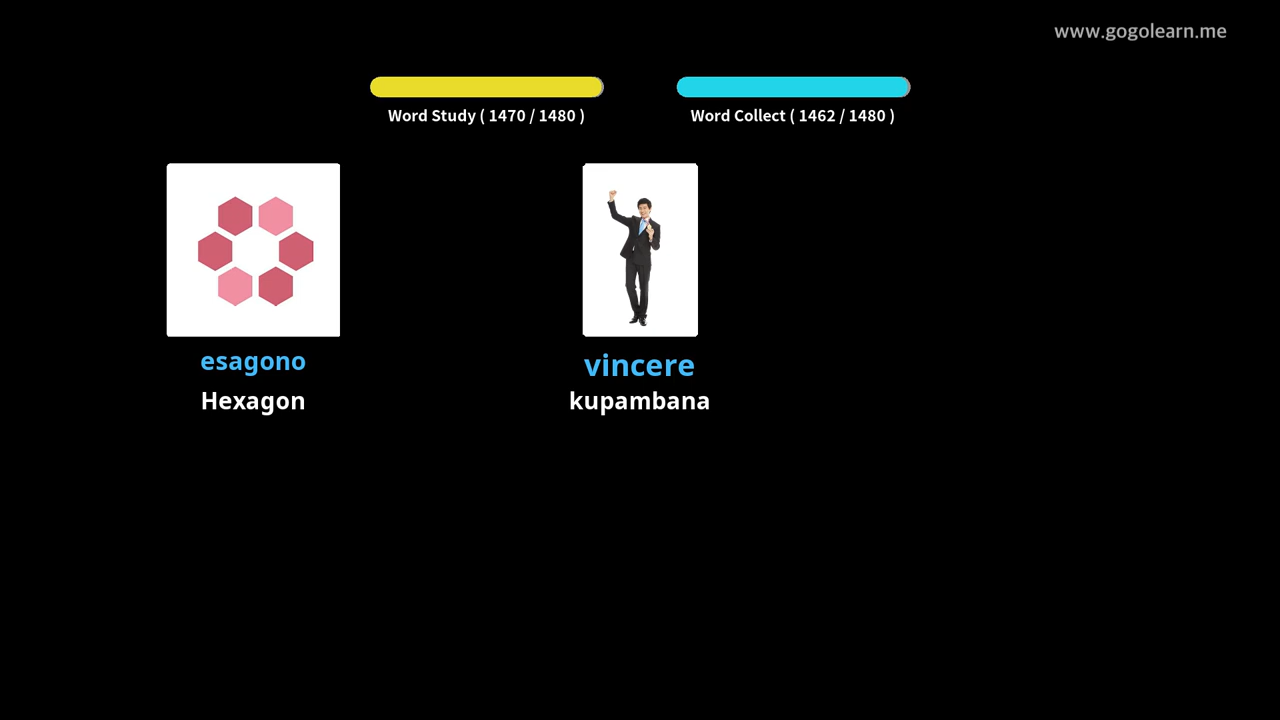 www.gogolearn.me
Word Study ( 1470 / 1480 )
Word Collect ( 1462 / 1480 )
esagono
Hexagon
vincere
kupambana